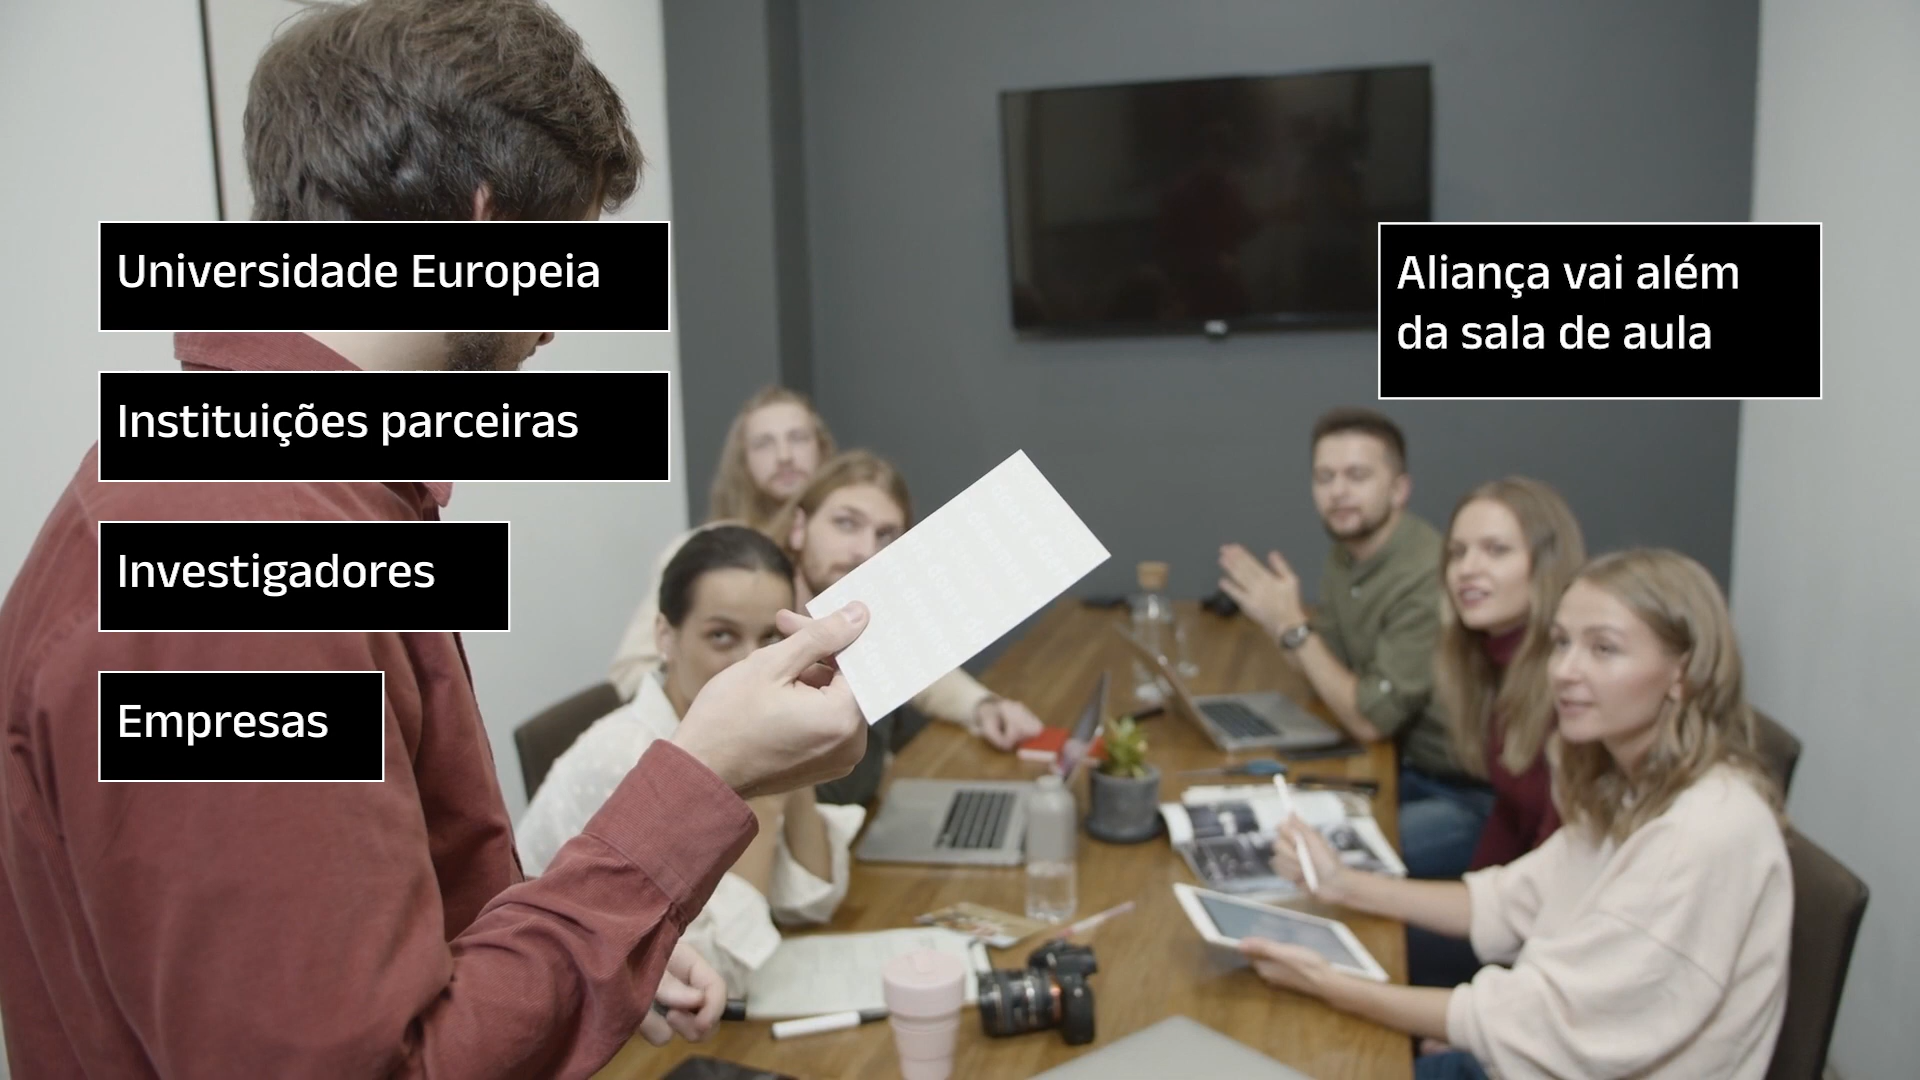 Universidade Europeia
Instituições parceiras
Investigadores
Empresas
Aliança vai além
da sala de aula